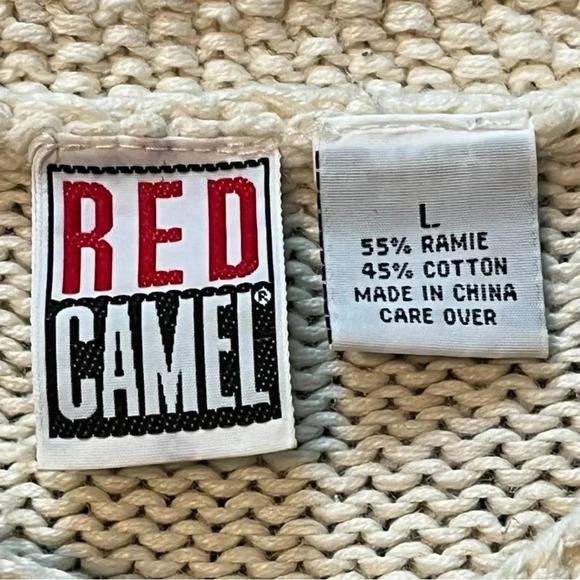 RED
CAMEL®
L
55% RAMIE
45% COTTON
MADE IN CHINA
CARE OVER